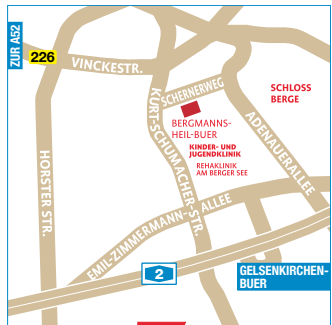 ZUR A52
226
VINCKESTR.
SCHERNERWEG
SCHLOSS
BERGE
KURT-SCHUMACHER-STR.
BERGMANNS-
HEIL-BUER
KINDER- UND
JUGENDKLINIK
REHAKLINIK
AM BERGER SEE
ADENAUERALLEE
HORSTER STR.
EMIL-ZIMMERMANN-ALLEE
2
GELSENKIRCHEN-
BUER